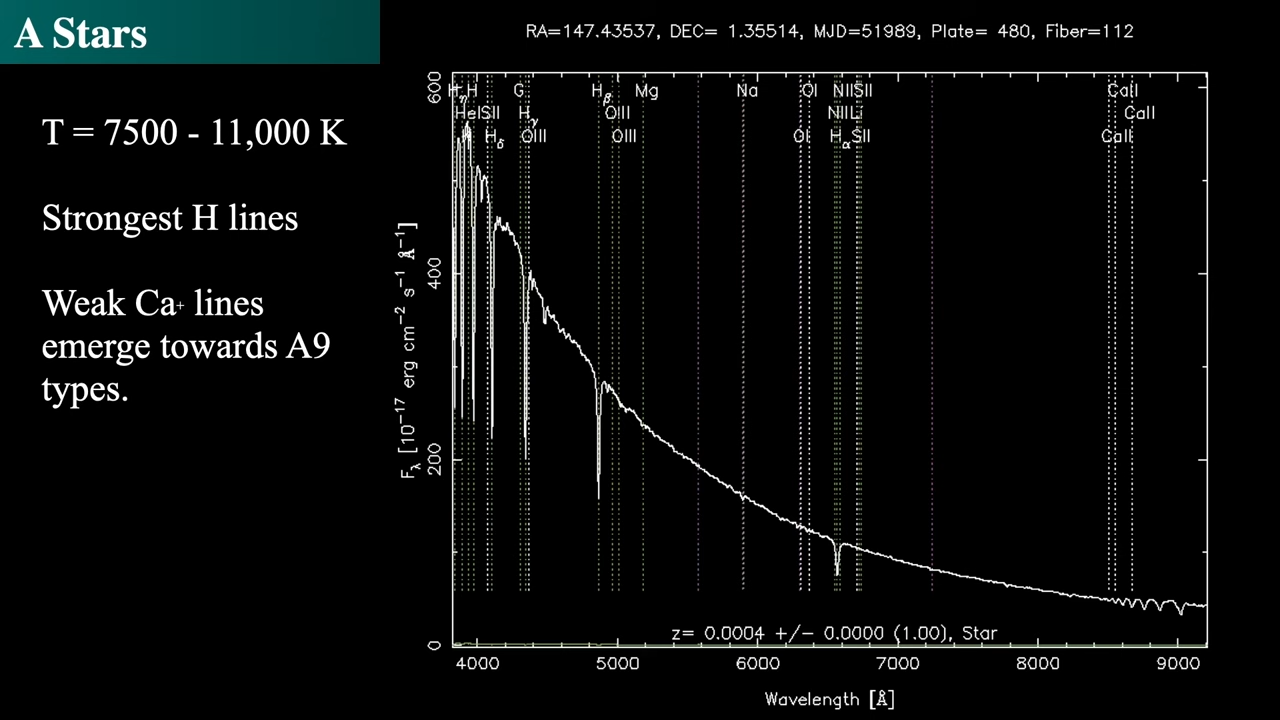 A Stars
T = 7500 - 11,000 K
Strongest H lines
Weak Ca+ lines
emerge towards A9
types.
RA=147.43537, DEC= 1.35514, MJD=51989, Plate= 480, Fiber=112
H η H G H β Mg Na OI NII SII CaII
HeI SII H γ OIII NII Li CaII
H δ OIII OIII OI H α SII CaII
600
400
200
0
F λ [10⁻¹⁷ erg cm⁻² s⁻¹ Å⁻¹]
z= 0.0004 +/- 0.0000 (1.00), Star
4000 5000 6000 7000 8000 9000
Wavelength [Å]